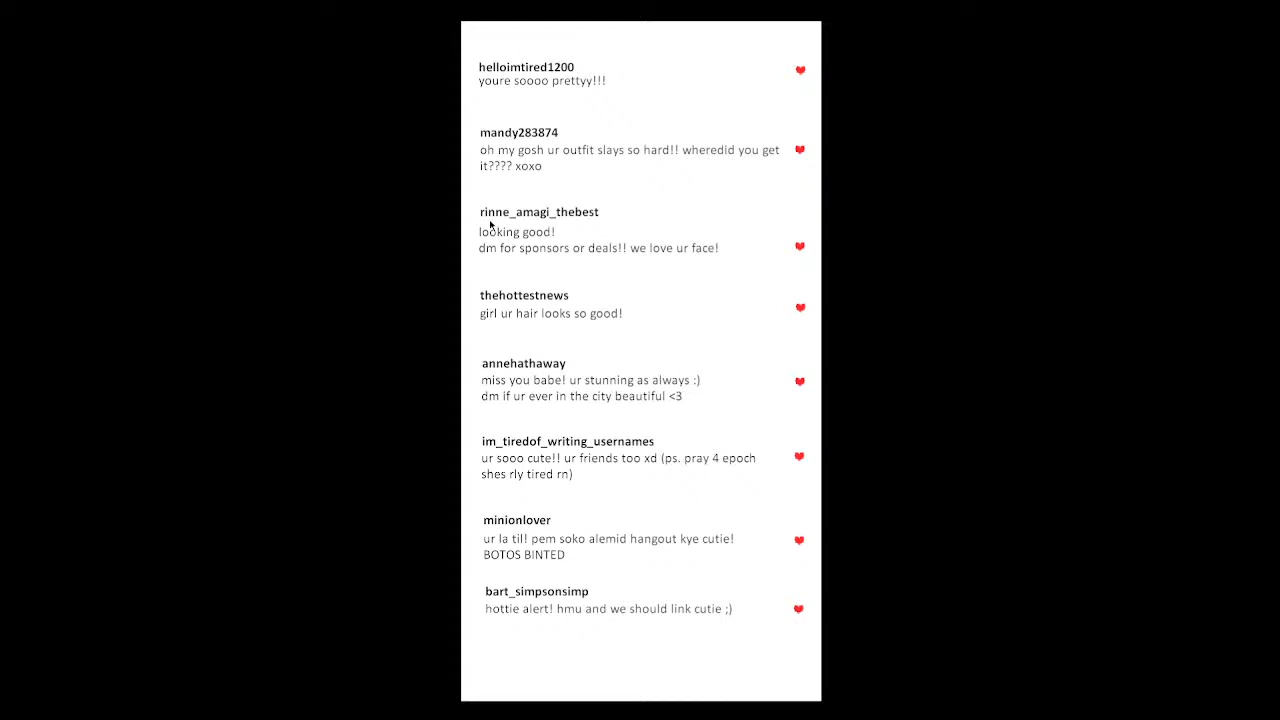 helloimtired1200
youre soooo prettyy!!!
mandy283874
oh my gosh ur outfit slays so hard!! wheredid you get
it???? xoxo
rinne_amagi_thebest
looking good!
dm for sponsors or deals!! we love ur face!
thehottestnews
girl ur hair looks so good!
annehathaway
miss you babe! ur stunning as always :)
dm if ur ever in the city beautiful <3
im_tiredof_writing_usernames
ur sooo cute!! ur friends too xd (ps. pray 4 epoch
shes rly tired rn)
minionlover
ur la til! pem soko alemid hangout kye cutie!
BOTOS BINTED
bart_simpsonsimp
hottie alert! hmu and we should link cutie ;)